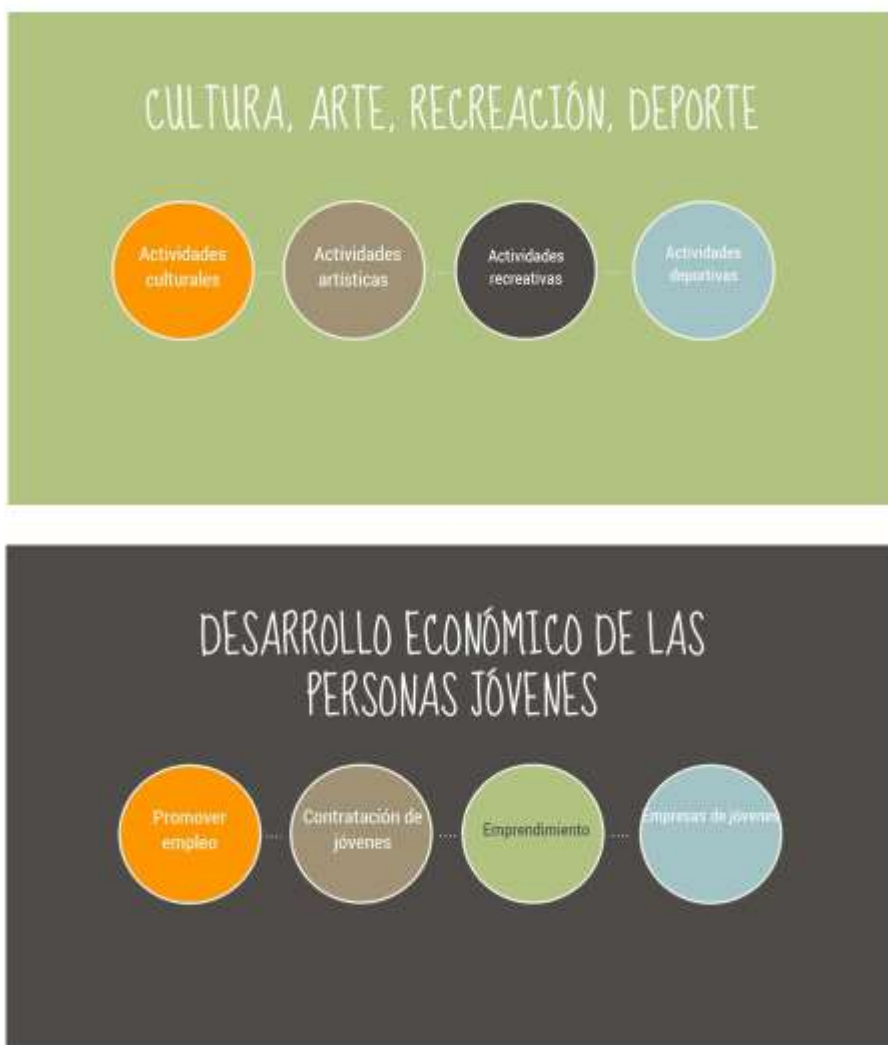 CULTURA, ARTE, RECREACIÓN, DEPORTE
Actividades
culturales
Actividades
artísticas
Actividades
recreativas
Actividades
deportivas
DESARROLLO ECONÓMICO DE LAS
PERSONAS JÓVENES
Promover
empleo
Contratación de
jóvenes
Emprendimiento
Empresas de jóvenes